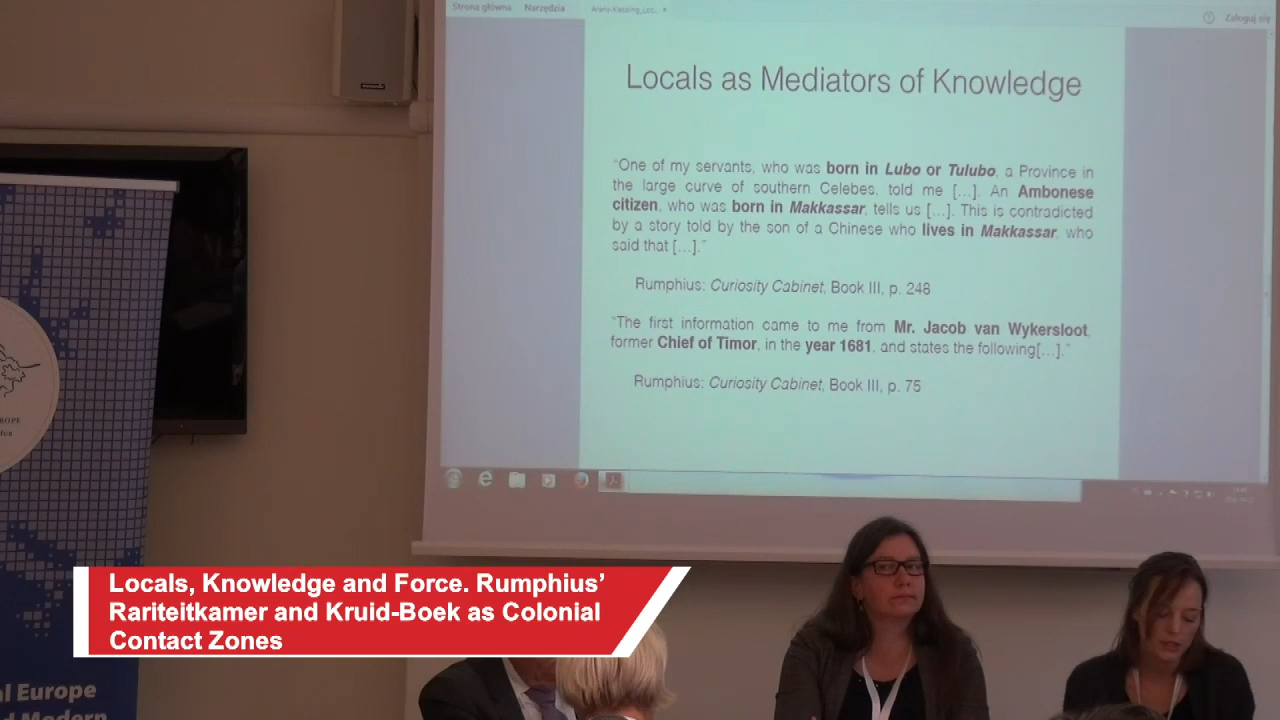 Strona główna Narzędzia
Zaloguj się
Locals as Mediators of Knowledge
“One of my servants, who was born in Lubo or Tulubo, a Province in
the large curve of southern Celebes, told me [...]. An Ambonese
citizen, who was born in Makkassar, tells us [...]. This is contradicted
by a story told by the son of a Chinese who lives in Makkassar, who
said that [...].”
Rumphius: Curiosity Cabinet, Book III, p. 248
“The first information came to me from Mr. Jacob van Wykersloot,
former Chief of Timor, in the year 1681, and states the following[...].”
Rumphius: Curiosity Cabinet, Book III, p. 75
Locals, Knowledge and Force. Rumphius’
Rariteitkamer and Kruid-Boek as Colonial
Contact Zones
Europe
Modern